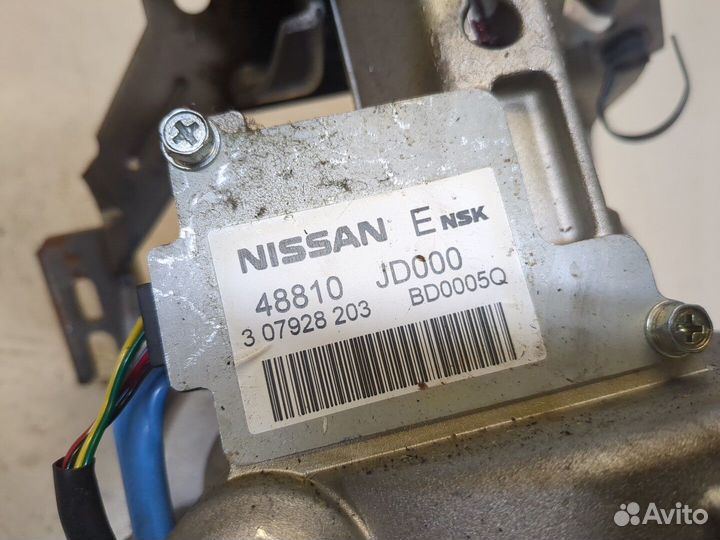 NISSAN E NSK
48810 JD000
3 07928 203 BD0005Q
Avito